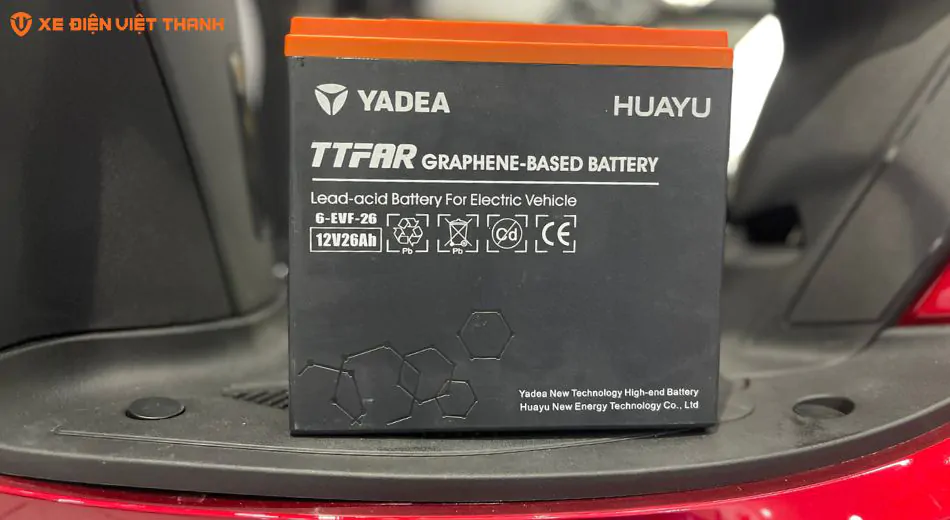 XE ĐIỆN VIỆT THANH
YADEA
HUAYU
TTFAR GRAPHENE-BASED BATTERY
Lead-acid Battery For Electric Vehicle
6-EVF-26
12V26Ah
Pb
Pb
Cd
CE
Yadea New Technology High-end Battery
Huayu New Energy Technology Co., Ltd